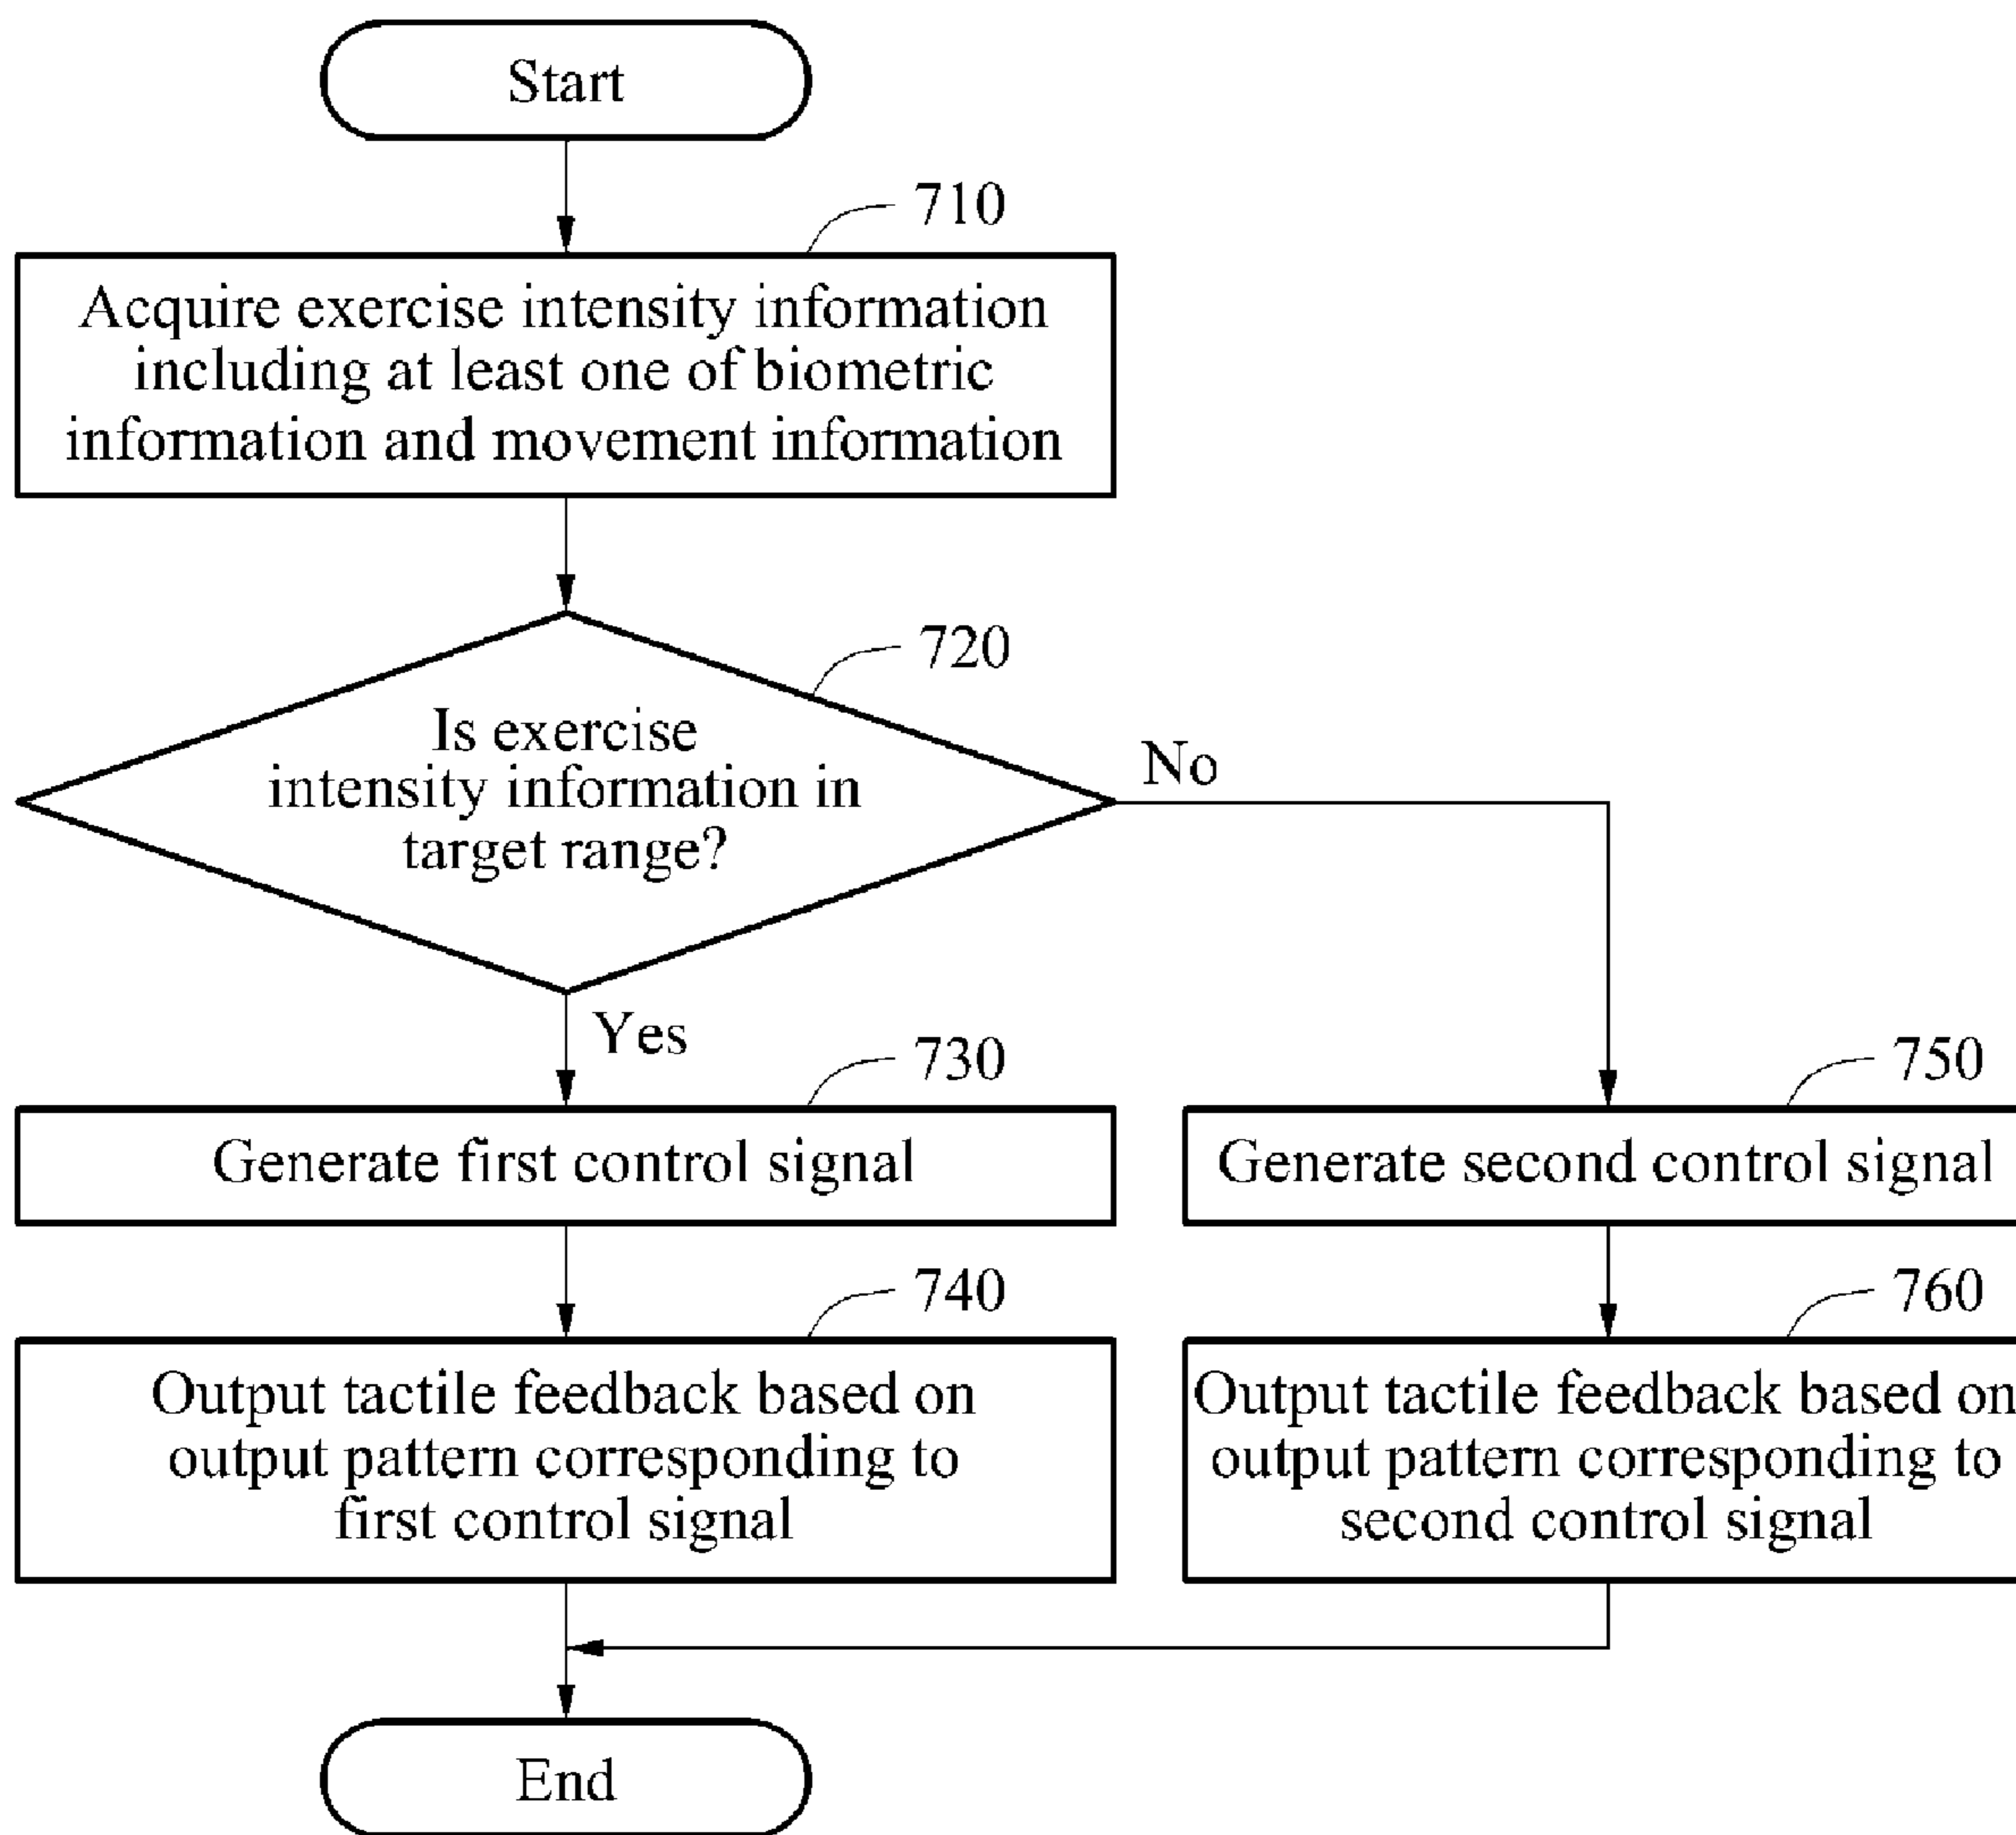 Start
710
Acquire exercise intensity information
including at least one of biometric
information and movement information
720
Is exercise
intensity information in
target range?
No
Yes
730
Generate first control signal
740
Output tactile feedback based on
output pattern corresponding to
first control signal
750
Generate second control signal
760
Output tactile feedback based on
output pattern corresponding to
second control signal
End